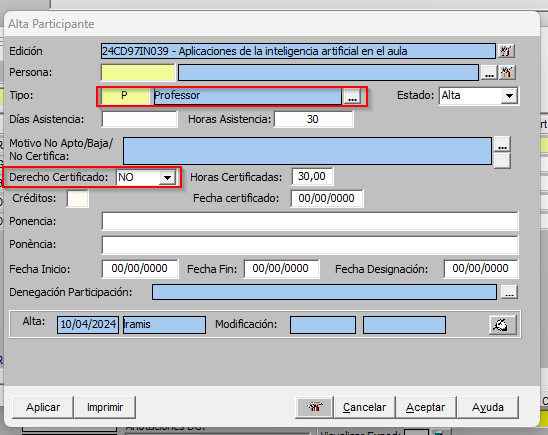 Alta Participante
Edición 24CD97IN039 - Aplicaciones de la inteligencia artificial en el aula
Persona: ...
Tipo: P Professor ... Estado: Alta
Días Asistencia: Horas Asistencia: 30
Motivo No Apto/Baja/
No Certifica: ...
Derecho Certificado: NO Horas Certificadas: 30,00
Créditos: Fecha certificado: 00/00/0000
Ponencia:
Ponència:
Fecha Inicio: 00/00/0000 Fecha Fin: 00/00/0000 Fecha Designación: 00/00/0000
Denegación Participación: ...
Alta: 10/04/2024 Iramis Modificación:
Aplicar Imprimir Cancelar Aceptar Ayuda